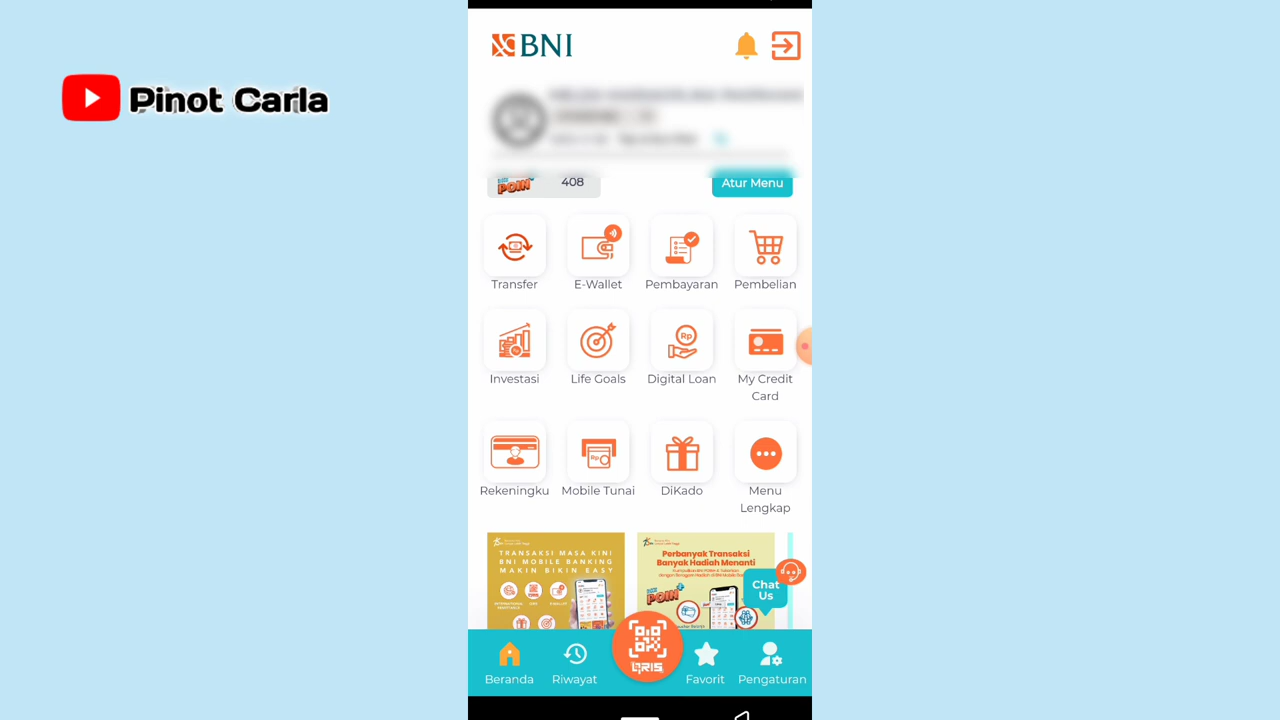 Pinot Carla
BNI
POIN
408
Atur Menu
Transfer
E-Wallet
Pembayaran
Pembelian
Rp
Investasi
Life Goals
Digital Loan
My Credit
Card
Rp
Rekeningku
Mobile Tunai
DiKado
Menu
Lengkap
TRANSAKSI MASA KINI
BNI MOBILE BANKING
MAKIN BIKIN EASY
Perbanyak Transaksi
Banyak Hadiah Menanti
POIN
Chat
Us
QRIS
Beranda
Riwayat
Favorit
Pengaturan